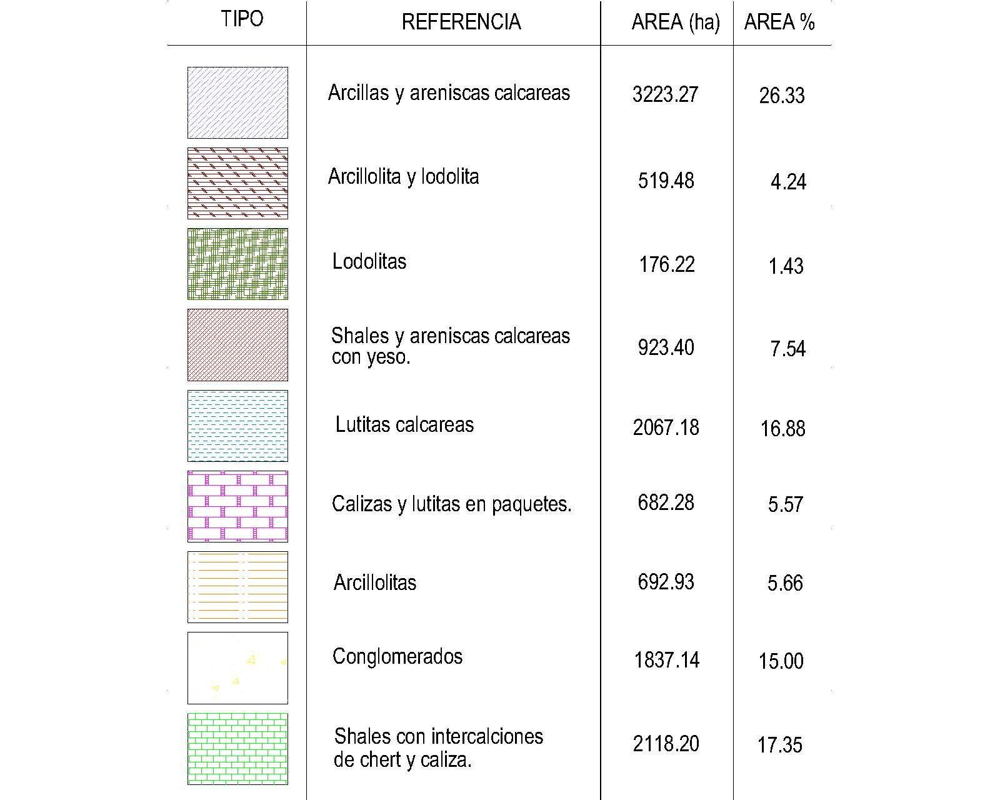 TIPO REFERENCIA AREA (ha) AREA %
Arcillas y areniscas calcareas 3223.27 26.33
Arcillolita y lodolita 519.48 4.24
Lodolitas 176.22 1.43
Shales y areniscas calcareas
con yeso. 923.40 7.54
Lutitas calcareas 2067.18 16.88
Calizas y lutitas en paquetes. 682.28 5.57
Arcillolitas 692.93 5.66
Conglomerados 1837.14 15.00
Shales con intercalciones
de chert y caliza. 2118.20 17.35